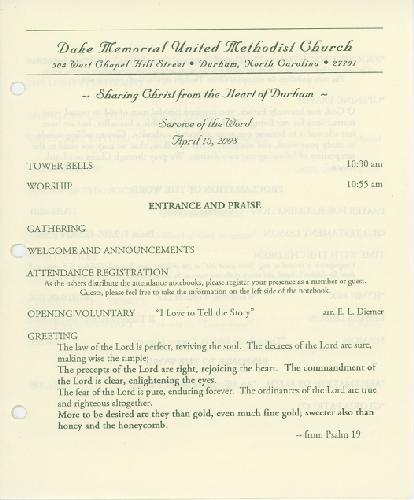 Duke Memorial United Methodist Church
504 West Chapel Hill Street • Durham, North Carolina • 27701
~ Sharing Christ from the Heart of Durham ~
Service of the Word
April 13, 2003
TOWER BELLS 10:30 am
WORSHIP 10:55 am
ENTRANCE AND PRAISE
GATHERING
WELCOME AND ANNOUNCEMENTS
ATTENDANCE REGISTRATION
As the ushers distribute the attendance notebooks, please register your presence as a member or guest.
Guests, please feel free to take the information on the left side of the notebook.
OPENING VOLUNTARY "I Love to Tell the Story" arr. E. L. Diemer
GREETING
The law of the Lord is perfect, reviving the soul. The decrees of the Lord are sure,
making wise the simple;
The precepts of the Lord are right, rejoicing the heart. The commandment of
the Lord is clear, enlightening the eyes.
The fear of the Lord is pure, enduring forever. The ordinances of the Lord are true
and righteous altogether.
More to be desired are they than gold, even much fine gold; sweeter also than
honey and the honeycomb.
-- from Psalm 19